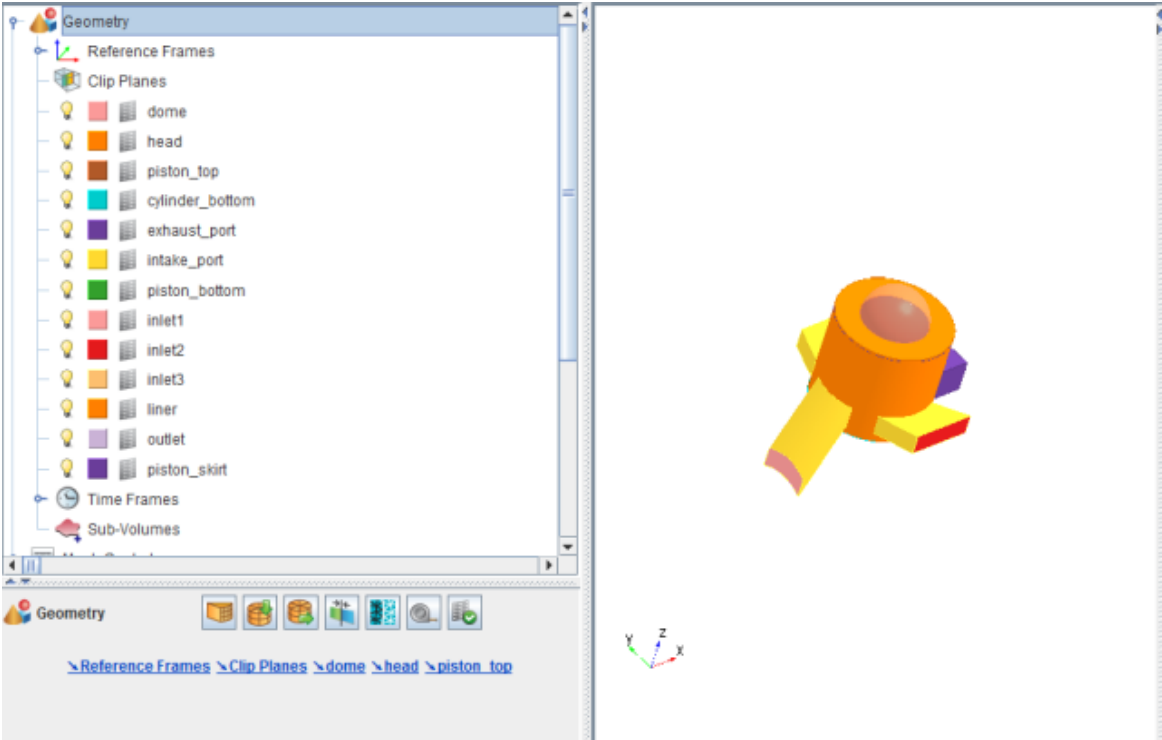 Geometry
Reference Frames
Clip Planes
dome
head
piston_top
cylinder_bottom
exhaust_port
intake_port
piston_bottom
inlet1
inlet2
inlet3
liner
outlet
piston_skirt
Time Frames
Sub-Volumes
Geometry
Reference Frames Clip Planes dome head piston_top
Y Z X